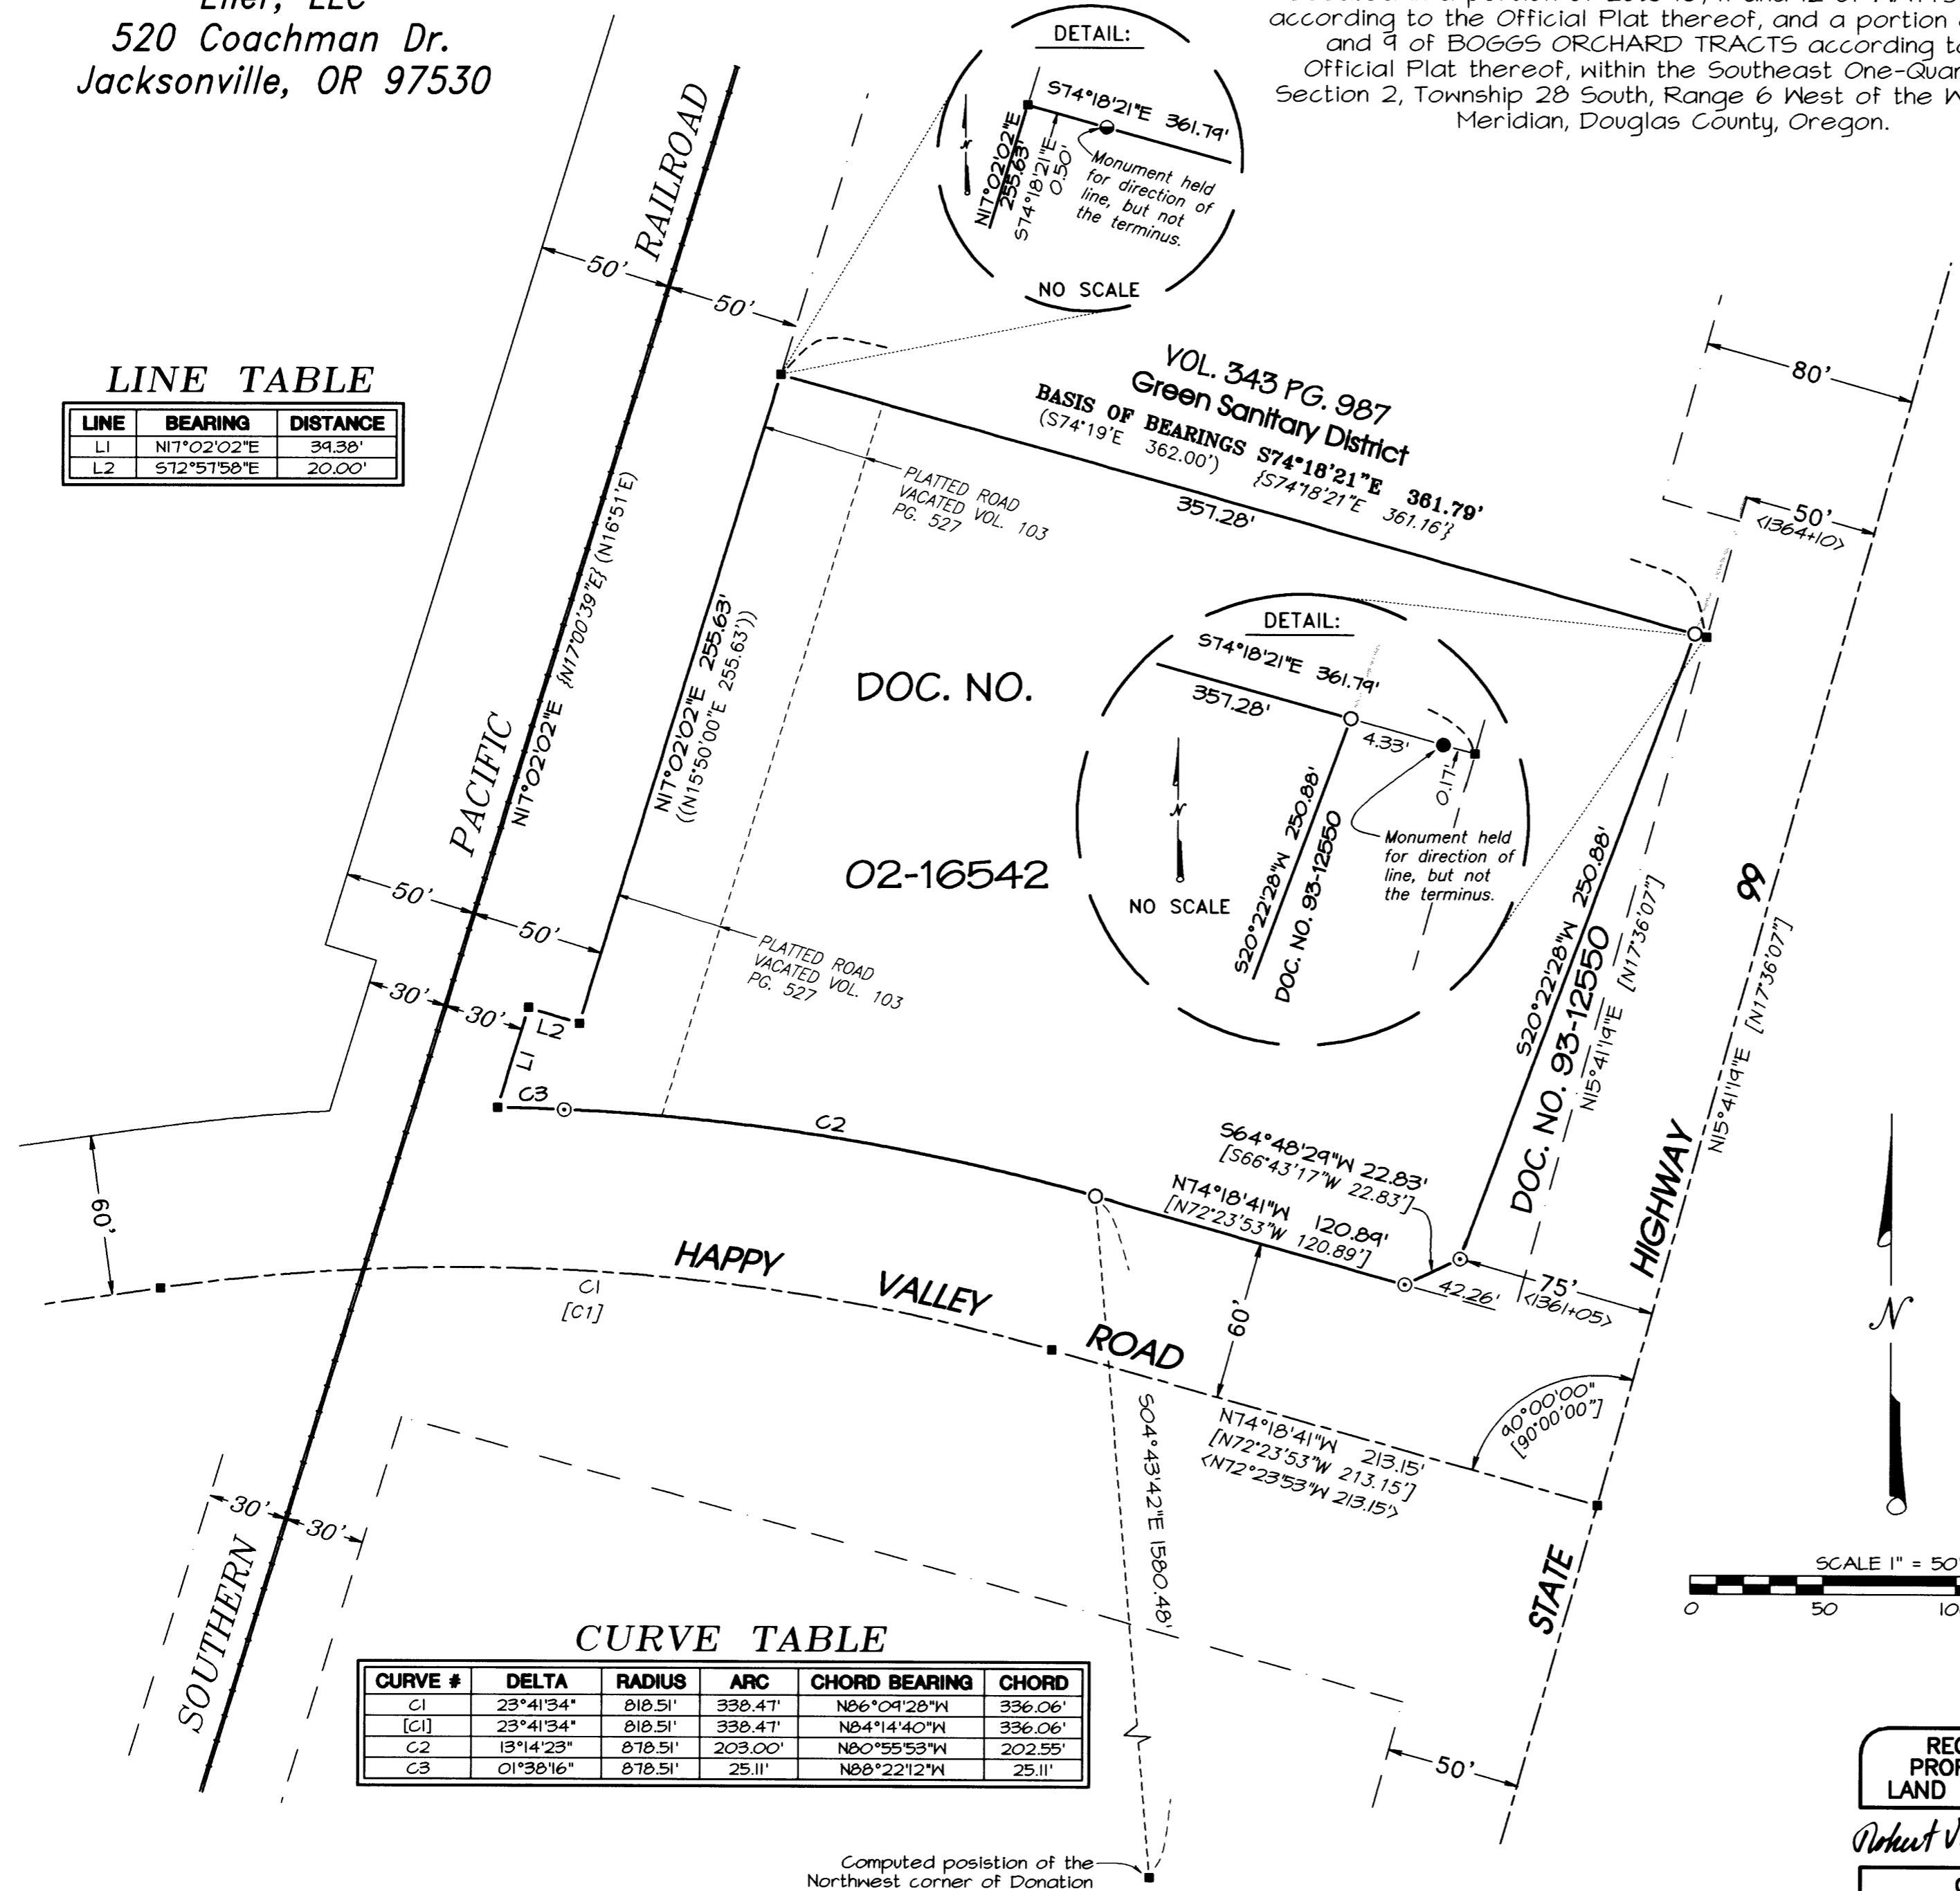 LLC
520 Coachman Dr.
Jacksonville, OR 97530
according to the Official Plat thereof, and a portion
and 9 of BOGGS ORCHARD TRACTS according to
Official Plat thereof, within the Southeast
Section 2, Township 28 South, Range 6 West of the
Meridian, Douglas County, Oregon.
DETAIL:
S74°18'21"E 361.79'
N17°02'02"E
255.63'
S74°18'21"E
0.50'
Monument held
for direction of
line, but not
the terminus.
N
NO SCALE
RAILROAD
50'
50'
LINE TABLE
LINE BEARING DISTANCE
L1 N17°02'02"E 39.38'
L2 S72°57'58"E 20.00'
VOL. 343 PG. 987
Green Sanitary District
BASIS OF BEARINGS S74°18'21"E 361.79'
(S74°19'E 362.00')
{S74°18'21"E 361.16'}
357.28'
80'
50'
<1364+10>
PLATTED ROAD
VACATED VOL. 103
PG. 527
PACIFIC
N17°02'02"E {N17°00'39"E} (N16°51'E)
N17°02'02"E 255.63'
((N15°50'00"E 255.63'))
DOC. NO.
02-16542
DETAIL:
S74°18'21"E 361.79'
357.28'
4.33'
0.17'
N
NO SCALE
S20°22'28"W 250.88'
DOC. NO. 93-12550
Monument held
for direction of
line, but not
the terminus.
S20°22'28"W 250.88'
DOC. NO. 93-12550
N15°41'19"E [N17°36'07"]
99
N15°41'19"E [N17°36'07"]
HIGHWAY
50'
50'
PLATTED ROAD
VACATED VOL. 103
PG. 527
30'
30'
L2
L1
C3
C2
60'
S64°48'29"W 22.83'
[S66°43'17"W 22.83']
N74°18'41"W 120.89'
[N72°23'53"W 120.89']
42.26'
75'
<1361+05>
HAPPY VALLEY ROAD
C1
[C1]
60'
90°00'00"
[90°00'00"]
N74°18'41"W 213.15'
[N72°23'53"W 213.15']
<N72°23'53"W 213.15'>
S04°43'42"E 1580.48'
N
SCALE 1" = 50'
0 50
STATE
30'
30'
SOUTHERN
CURVE TABLE
CURVE # DELTA RADIUS ARC CHORD BEARING CHORD
C1 23°41'34" 818.51' 338.47' N86°09'28"W 336.06'
[C1] 23°41'34" 818.51' 338.47' N84°14'40"W 336.06'
C2 13°14'23" 878.51' 203.00' N80°55'53"W 202.55'
C3 01°38'16" 878.51' 25.11' N88°22'12"W 25.11'
50'
LAND
Robert V
Computed posistion of the
Northwest corner of Donation